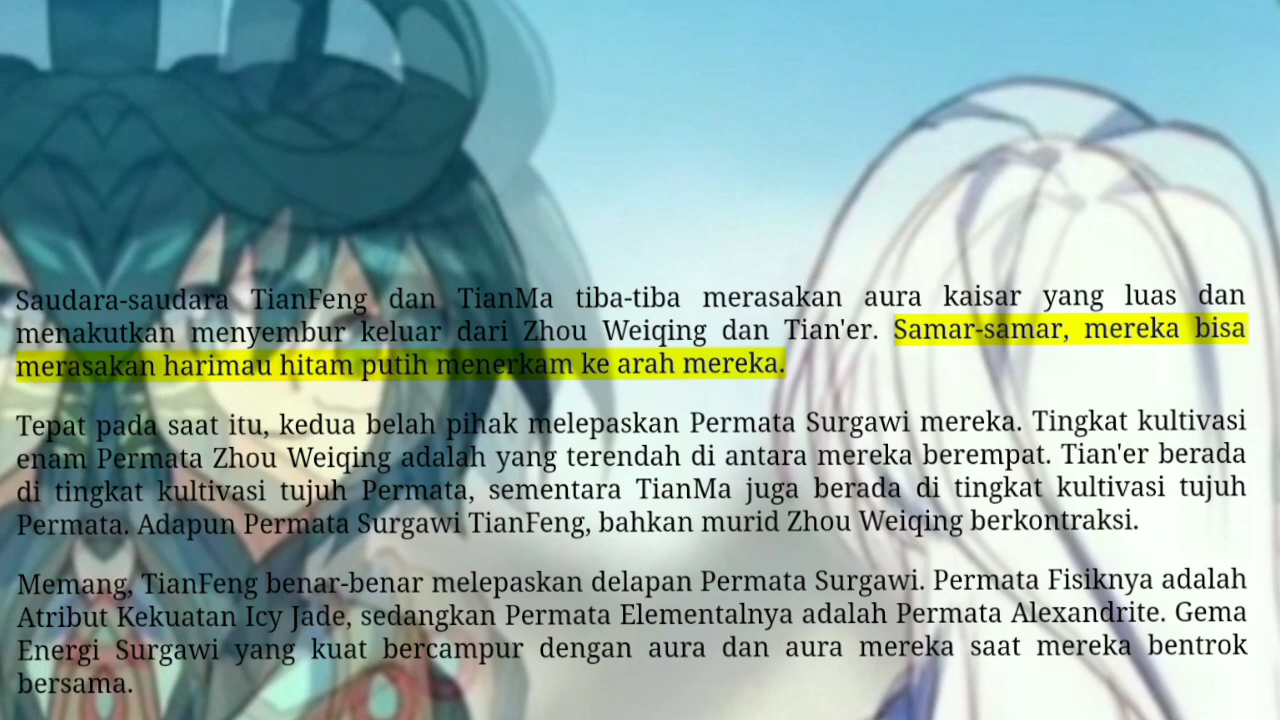 Saudara-saudara TianFeng dan TianMa tiba-tiba merasakan aura kaisar yang luas dan
menakutkan menyembur keluar dari Zhou Weiqing dan Tian'er. Samar-samar, mereka bisa
merasakan harimau hitam putih menerkam ke arah mereka.
Tepat pada saat itu, kedua belah pihak melepaskan Permata Surgawi mereka. Tingkat kultivasi
enam Permata Zhou Weiqing adalah yang terendah di antara mereka berempat. Tian'er berada
di tingkat kultivasi tujuh Permata, sementara TianMa juga berada di tingkat kultivasi tujuh
Permata. Adapun Permata Surgawi TianFeng, bahkan murid Zhou Weiqing berkontraksi.
Memang, TianFeng benar-benar melepaskan delapan Permata Surgawi. Permata Fisiknya adalah
Atribut Kekuatan Icy Jade, sedangkan Permata Elementalnya adalah Permata Alexandrite. Gema
Energi Surgawi yang kuat bercampur dengan aura dan aura mereka saat mereka bentrok
bersama.